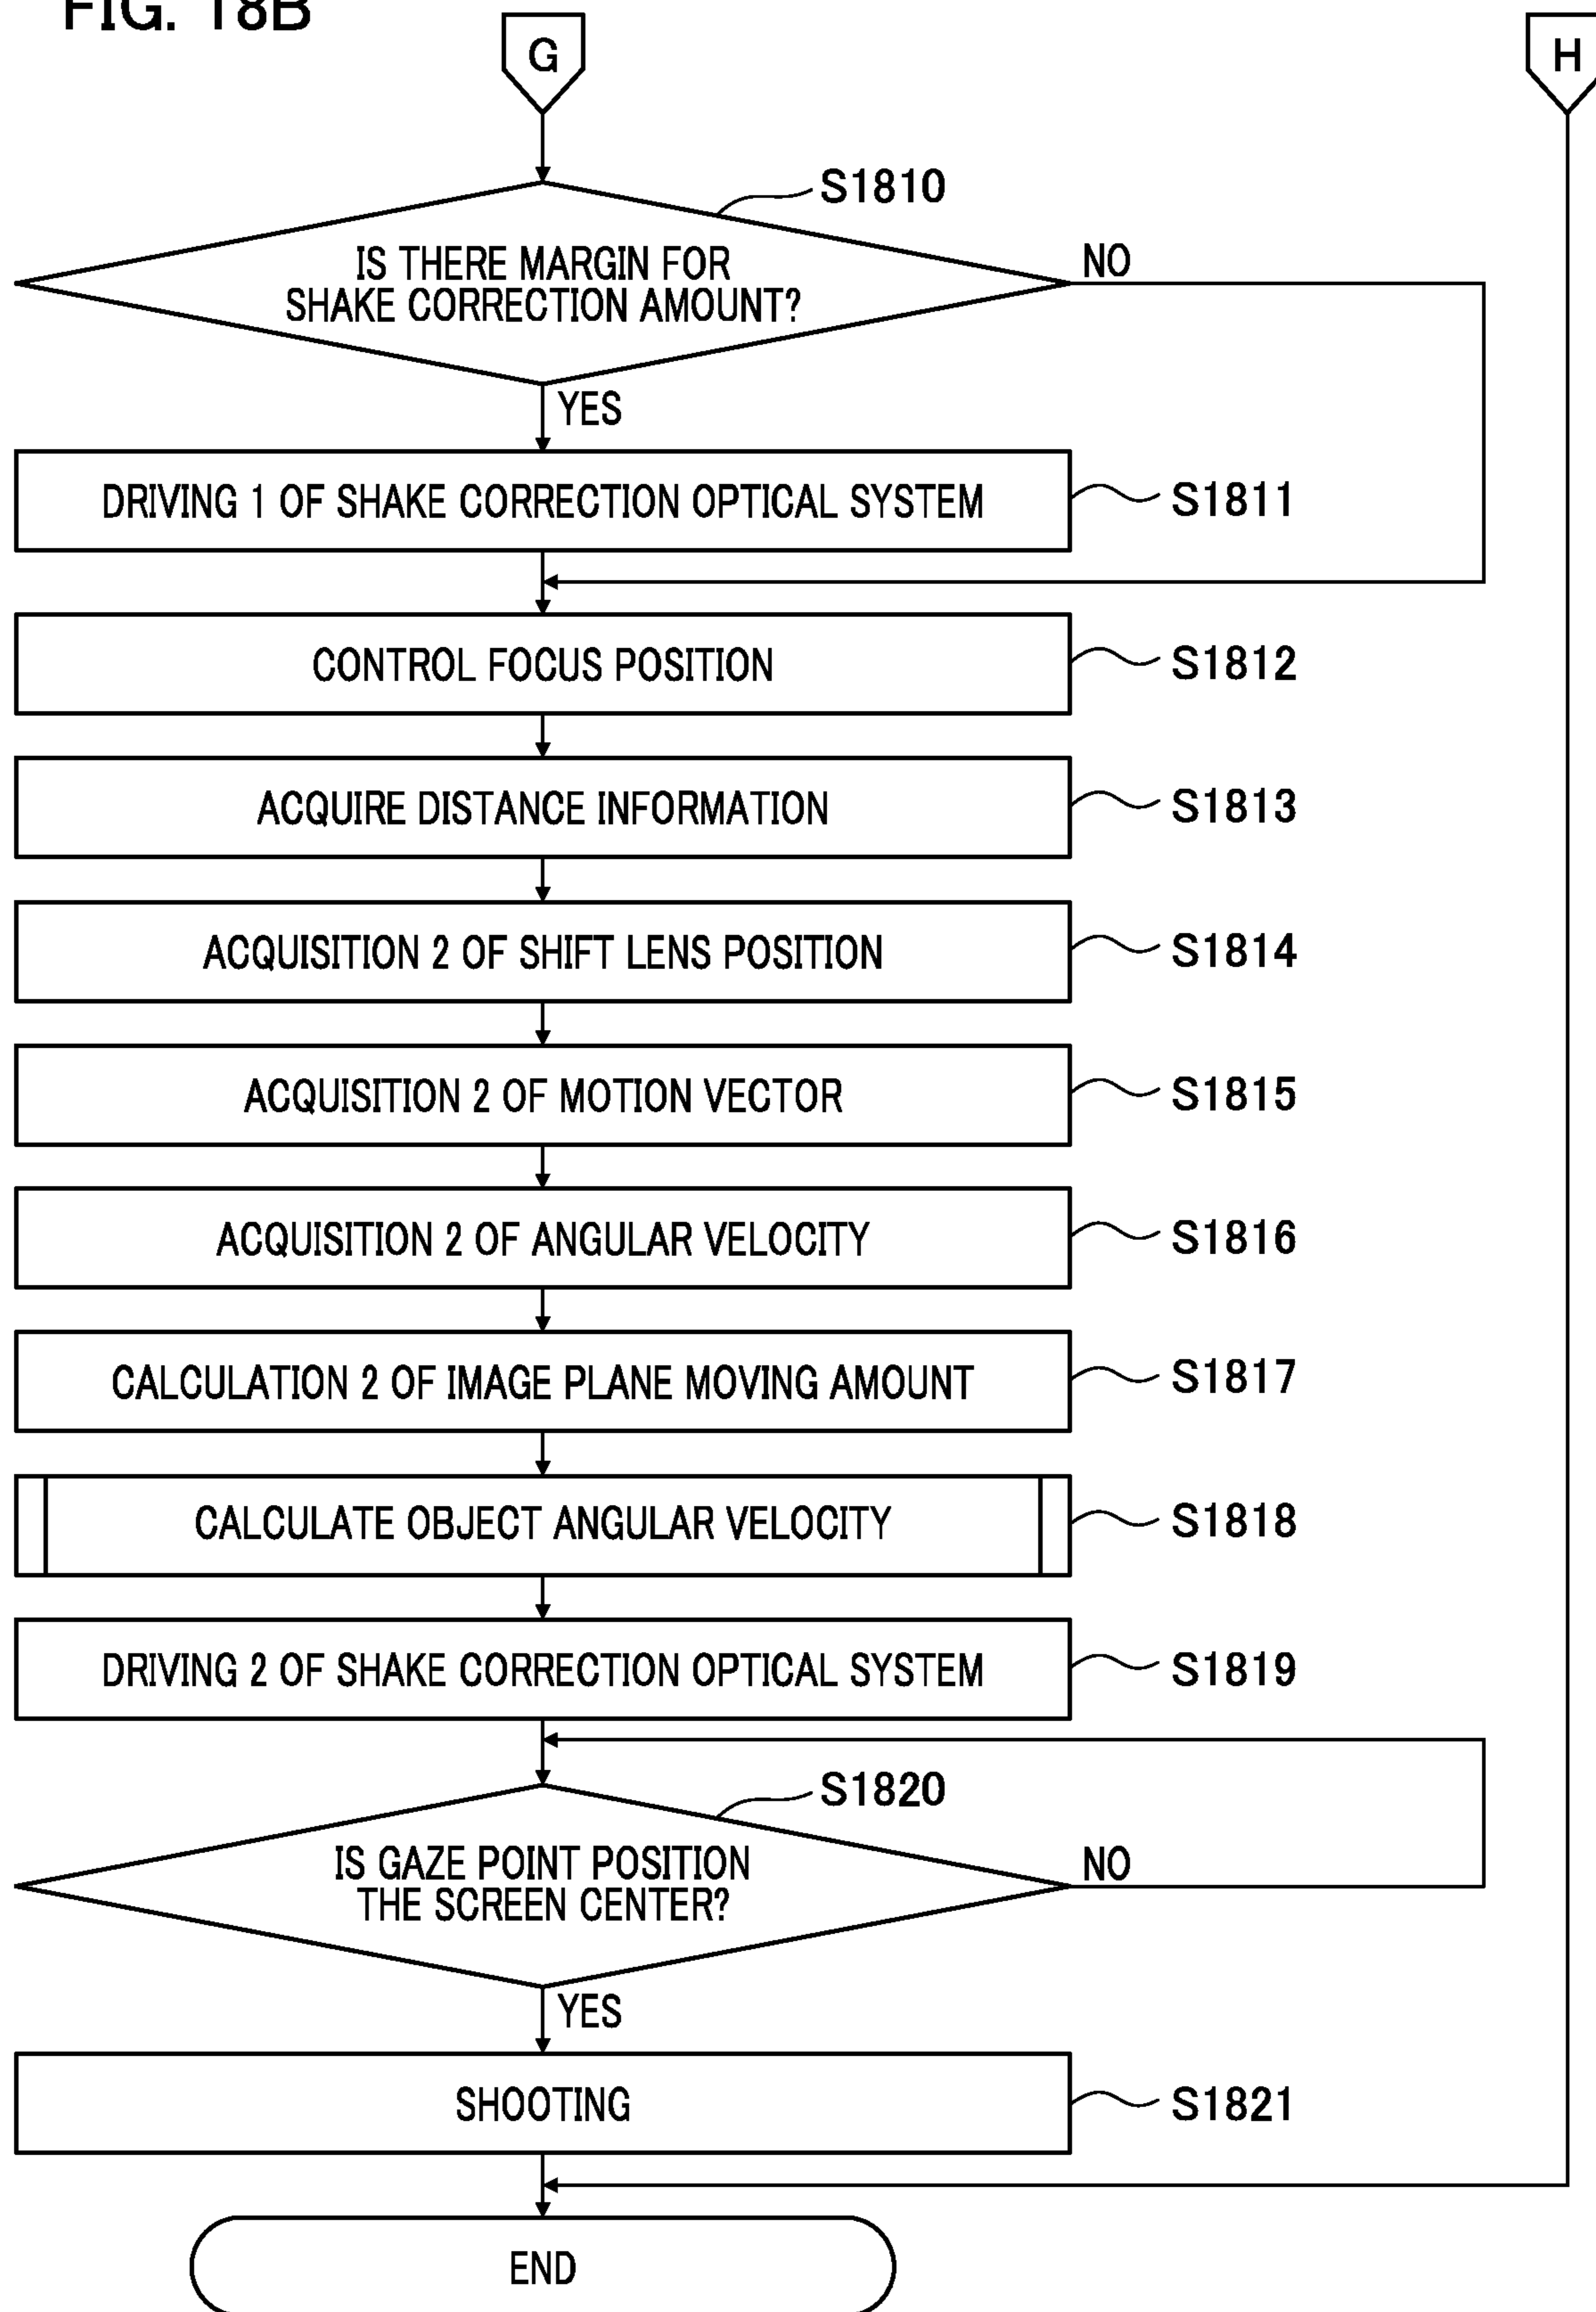 FIG. 18B
G
H
S1810
IS THERE MARGIN FOR
SHAKE CORRECTION AMOUNT?
NO
YES
DRIVING 1 OF SHAKE CORRECTION OPTICAL SYSTEM
S1811
CONTROL FOCUS POSITION
S1812
ACQUIRE DISTANCE INFORMATION
S1813
ACQUISITION 2 OF SHIFT LENS POSITION
S1814
ACQUISITION 2 OF MOTION VECTOR
S1815
ACQUISITION 2 OF ANGULAR VELOCITY
S1816
CALCULATION 2 OF IMAGE PLANE MOVING AMOUNT
S1817
CALCULATE OBJECT ANGULAR VELOCITY
S1818
DRIVING 2 OF SHAKE CORRECTION OPTICAL SYSTEM
S1819
S1820
IS GAZE POINT POSITION
THE SCREEN CENTER?
NO
YES
SHOOTING
S1821
END